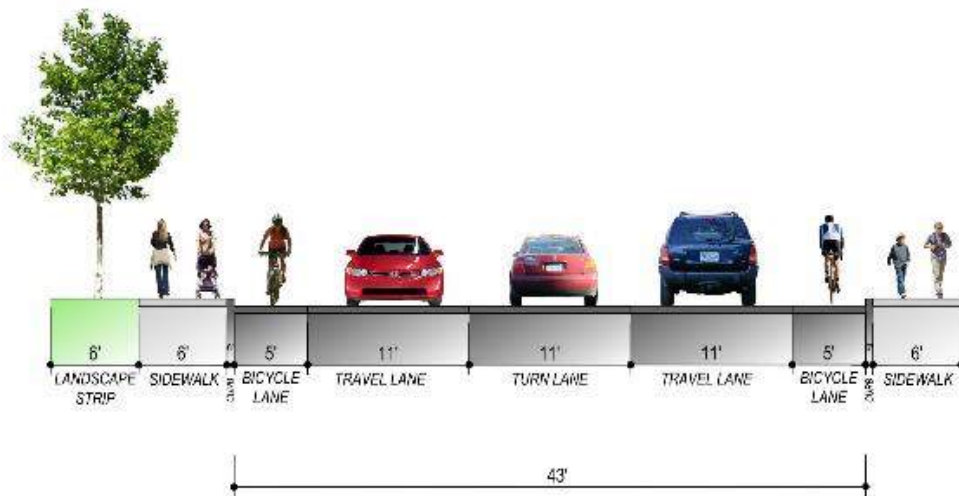 6' 6' 5' 11' 11' 11' 5' 6'
LANDSCAPE STRIP
SIDEWALK
BICYCLE LANE
TRAVEL LANE
TURN LANE
TRAVEL LANE
BICYCLE LANE
SIDEWALK
43'